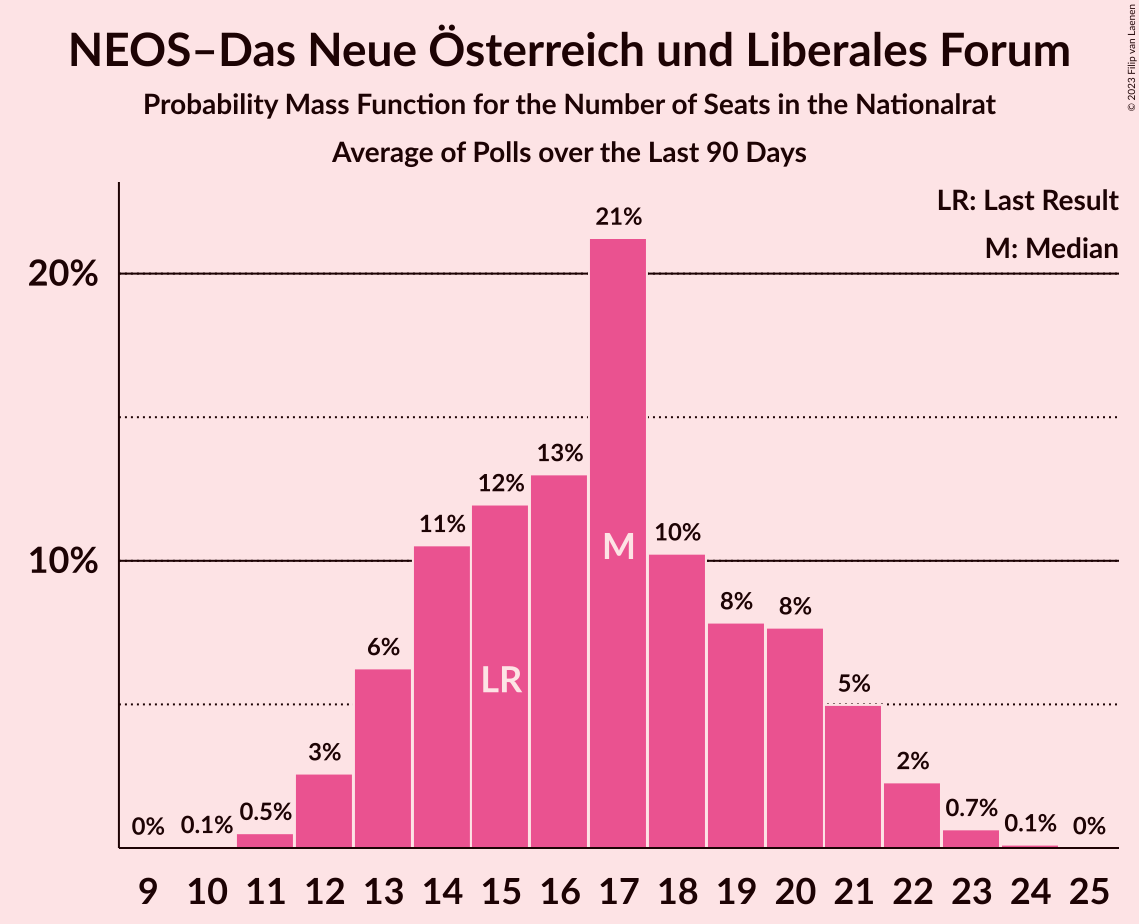 NEOS–Das Neue Österreich und Liberales Forum
Probability Mass Function for the Number of Seats in the Nationalrat
Average of Polls over the Last 90 Days
© 2023 Filip van Laenen
LR: Last Result
M: Median
20%
10%
0% 0.1% 0.5% 3% 6% 11% 12% 13% 21% 10% 8% 8% 5% 2% 0.7% 0.1% 0%
LR
M
9 10 11 12 13 14 15 16 17 18 19 20 21 22 23 24 25